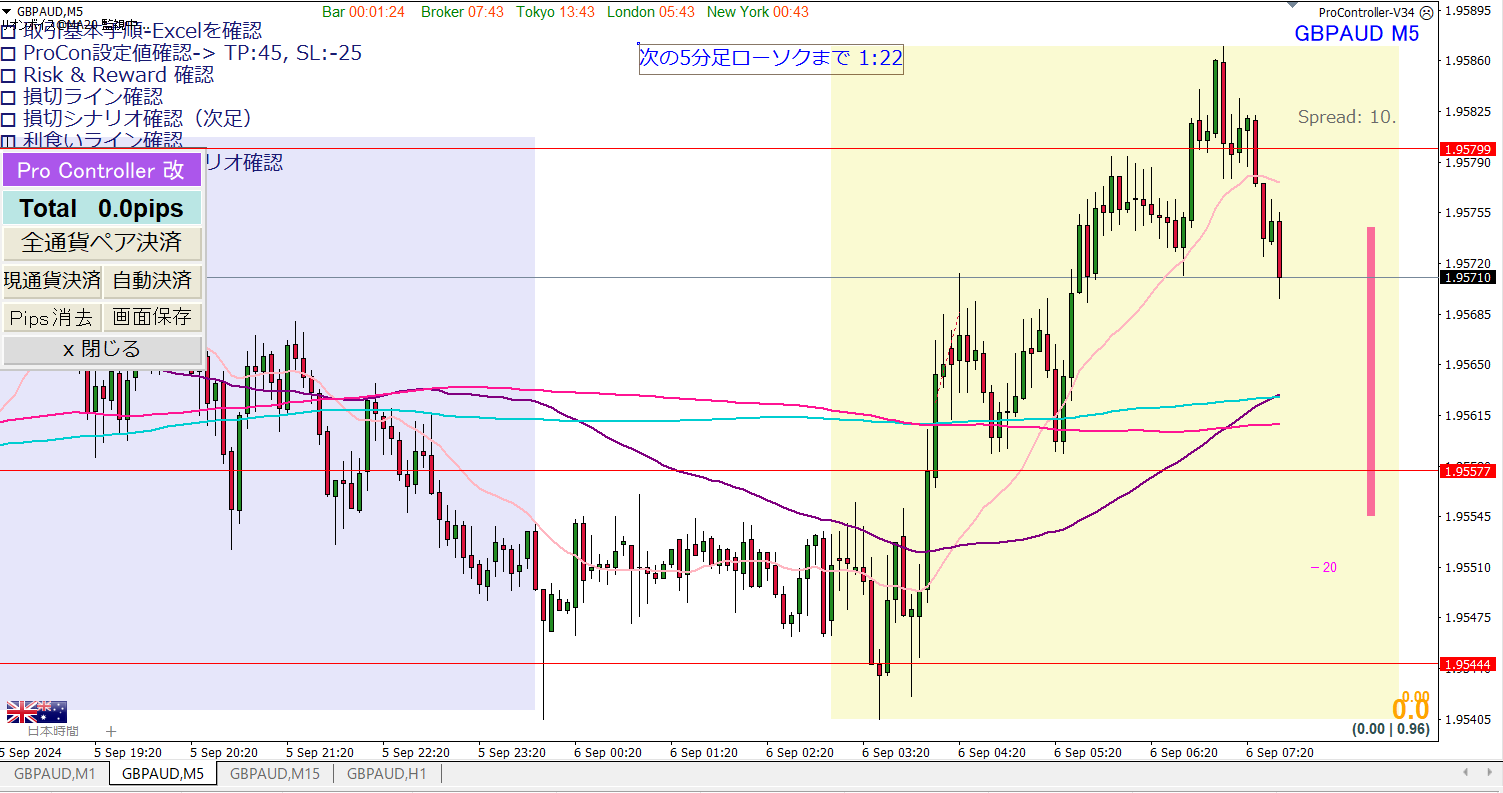 GBPAUD,M5
Bar 00:01:24 Broker 07:43 Tokyo 13:43 London 05:43 New York 00:43
ProController-V34
GBPAUD M5
取引基本手順-Excelを確認
ProCon設定値確認-> TP:45, SL:-25
Risk & Reward 確認
損切ライン確認
損切シナリオ確認（次足）
利食いライン確認
リオ確認
次の5分足ローソクまで 1:22
Spread: 10.
Pro Controller 改
Total 0.0pips
全通貨ペア決済
現通貨決済 自動決済
Pips消去 画面保存
x 閉じる
1.95895
1.95860
1.95825
1.95799
1.95790
1.95755
1.95720
1.95710
1.95685
1.95650
1.95615
1.95577
1.95545
1.95510
1.95475
1.95444
1.95405
20
0.00
0.0
(0.00 | 0.96)
日本時間
5 Sep 2024 5 Sep 19:20 5 Sep 20:20 5 Sep 21:20 5 Sep 22:20 5 Sep 23:20 6 Sep 00:20 6 Sep 01:20 6 Sep 02:20 6 Sep 03:20 6 Sep 04:20 6 Sep 05:20 6 Sep 06:20 6 Sep 07:20
GBPAUD,M1 GBPAUD,M5 GBPAUD,M15 GBPAUD,H1